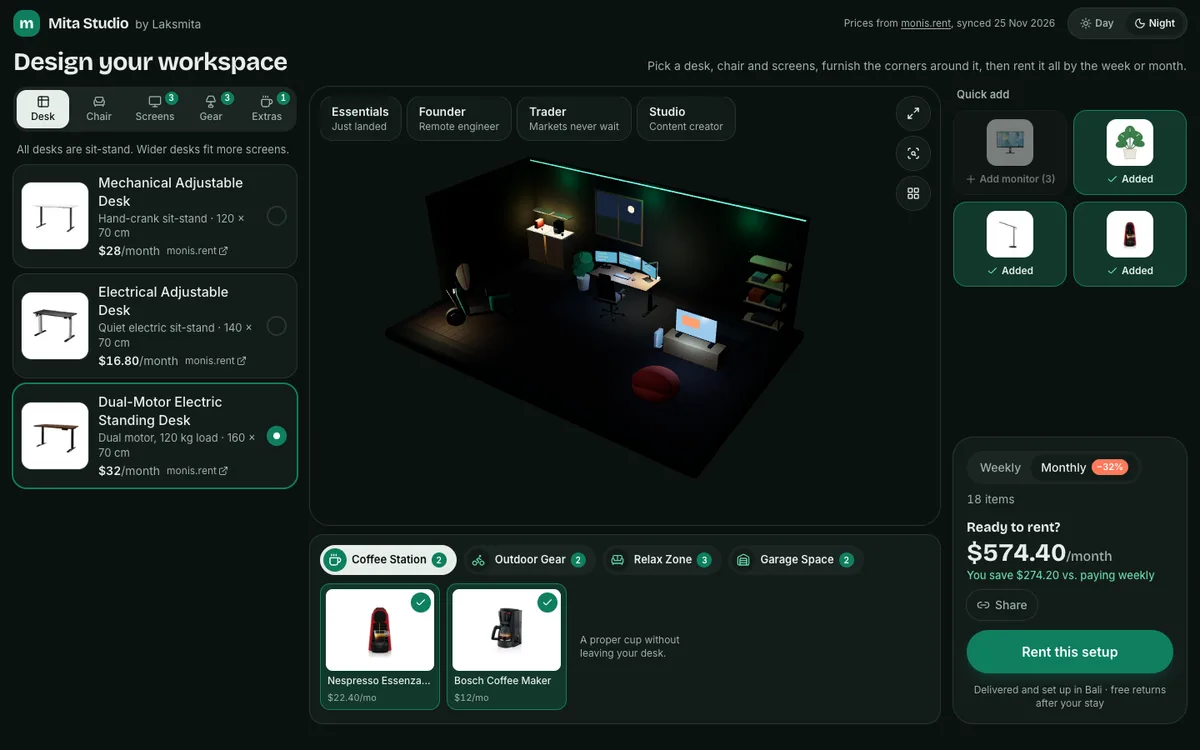 m Mita Studio by Laksmita
Prices from monis.rent, synced 25 Nov 2026
Day
Night
Design your workspace
Pick a desk, chair and screens, furnish the corners around it, then rent it all by the week or month.
Desk
Chair
Screens 3
Gear 3
Extras 1
All desks are sit-stand. Wider desks fit more screens.
Mechanical Adjustable
Desk
Hand-crank sit-stand · 120 ×
70 cm
$28/month monis.rent
Electrical Adjustable
Desk
Quiet electric sit-stand · 140 ×
70 cm
$16.80/month monis.rent
Dual-Motor Electric
Standing Desk
Dual motor, 120 kg load · 160 ×
70 cm
$32/month monis.rent
Essentials
Just landed
Founder
Remote engineer
Trader
Markets never wait
Studio
Content creator
Coffee Station 2
Outdoor Gear 2
Relax Zone 3
Garage Space 2
Nespresso Essenza...
$22.40/mo
Bosch Coffee Maker
$12/mo
A proper cup without
leaving your desk.
Quick add
+ Add monitor (3)
Added
Added
Added
Weekly
Monthly -32%
18 items
Ready to rent?
$574.40/month
You save $274.20 vs. paying weekly
Share
Rent this setup
Delivered and set up in Bali · free returns
after your stay